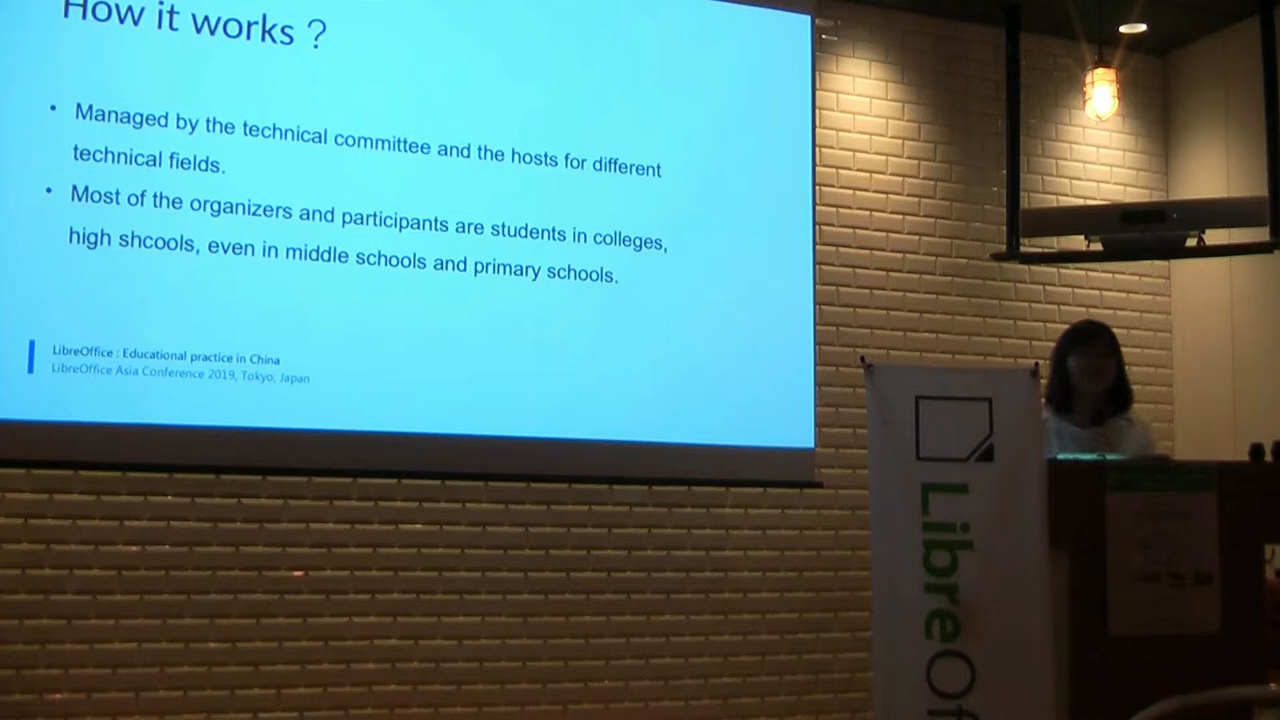 How it works ?
• Managed by the technical committee and the hosts for different
technical fields.
• Most of the organizers and participants are students in colleges,
high shcools, even in middle schools and primary schools.
LibreOffice : Educational practice in China
LibreOffice Asia Conference 2019, Tokyo, Japan
LibreOf